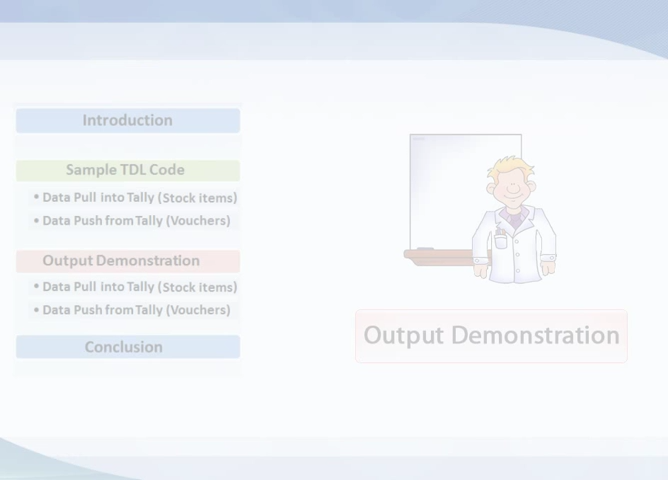 Introduction
Sample TDL Code
• Data Pull into Tally (Stock items)
• Data Push from Tally (Vouchers)
Output Demonstration
• Data Pull into Tally (Stock items)
• Data Push from Tally (Vouchers)
Conclusion
Output Demonstration